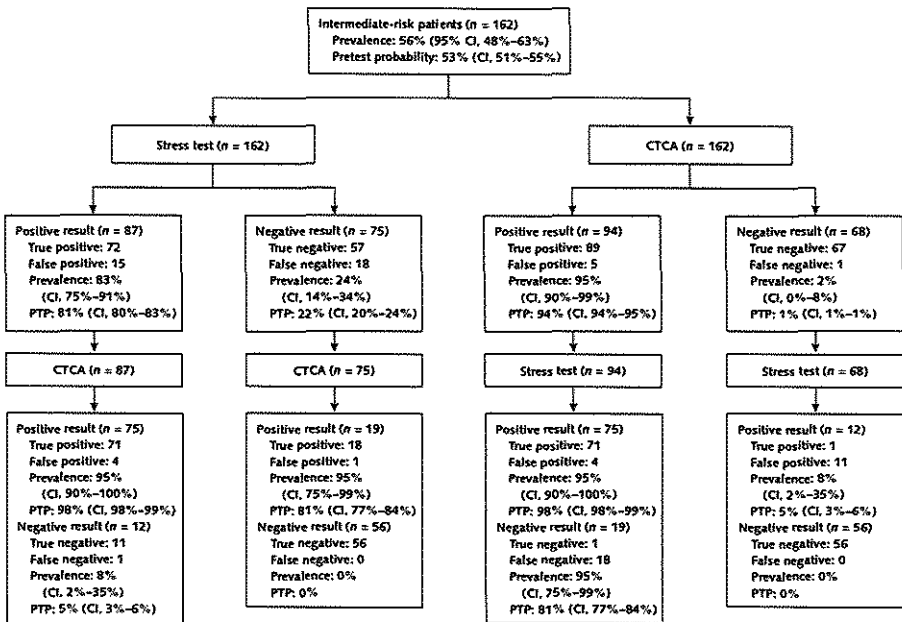 Intermediate-risk patients (n = 162)
Prevalence: 56% (95% CI, 48%–63%)
Pretest probability: 53% (CI, 51%–55%)
Stress test (n = 162)
CTCA (n = 162)
Positive result (n = 87)
True positive: 72
False positive: 15
Prevalence: 83%
(CI, 75%–91%)
PTP: 81% (CI, 80%–83%)
Negative result (n = 75)
True negative: 57
False negative: 18
Prevalence: 24%
(CI, 14%–34%)
PTP: 22% (CI, 20%–24%)
Positive result (n = 94)
True positive: 89
False positive: 5
Prevalence: 95%
(CI, 90%–99%)
PTP: 94% (CI, 94%–95%)
Negative result (n = 68)
True negative: 67
False negative: 1
Prevalence: 2%
(CI, 0%–8%)
PTP: 1% (CI, 1%–1%)
CTCA (n = 87)
CTCA (n = 75)
Stress test (n = 94)
Stress test (n = 68)
Positive result (n = 75)
True positive: 71
False positive: 4
Prevalence: 95%
(CI, 90%–100%)
PTP: 98% (CI, 98%–99%)
Negative result (n = 12)
True negative: 11
False negative: 1
Prevalence: 8%
(CI, 2%–35%)
PTP: 5% (CI, 3%–6%)
Positive result (n = 19)
True positive: 18
False positive: 1
Prevalence: 95%
(CI, 75%–99%)
PTP: 81% (CI, 77%–84%)
Negative result (n = 56)
True negative: 56
False negative: 0
Prevalence: 0%
PTP: 0%
Positive result (n = 75)
True positive: 71
False positive: 4
Prevalence: 95%
(CI, 90%–100%)
PTP: 98% (CI, 98%–99%)
Negative result (n = 19)
True negative: 1
False negative: 18
Prevalence: 95%
(CI, 75%–99%)
PTP: 81% (CI, 77%–84%)
Positive result (n = 12)
True positive: 1
False positive: 11
Prevalence: 8%
(CI, 2%–35%)
PTP: 5% (CI, 3%–6%)
Negative result (n = 56)
True negative: 56
False negative: 0
Prevalence: 0%
PTP: 0%